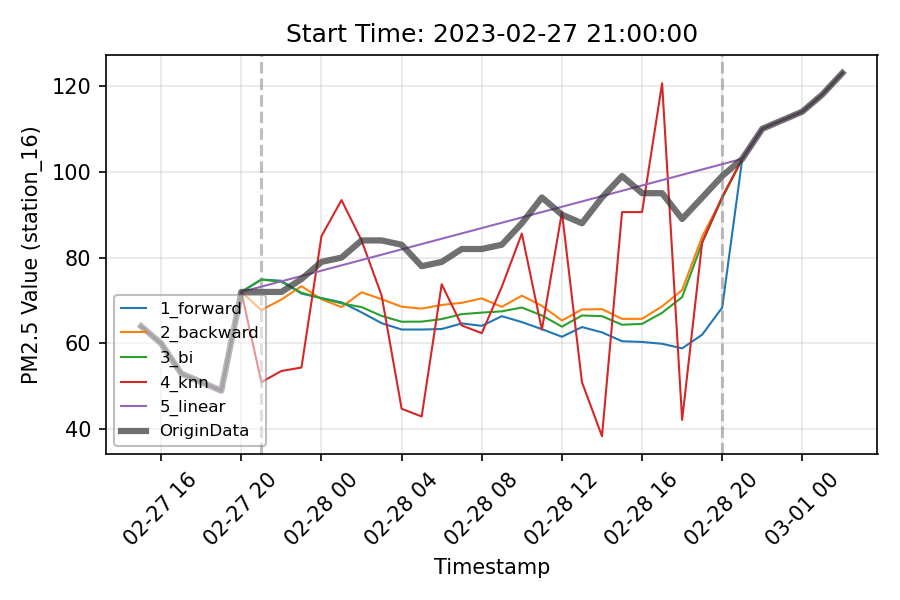 Start Time: 2023-02-27 21:00:00
PM2.5 Value (station_16)
120
100
80
60
40
1_forward
2_backward
3_bi
4_knn
5_linear
OriginData
02-27 16
02-27 20
02-28 00
02-28 04
02-28 08
02-28 12
02-28 16
02-28 20
03-01 00
Timestamp